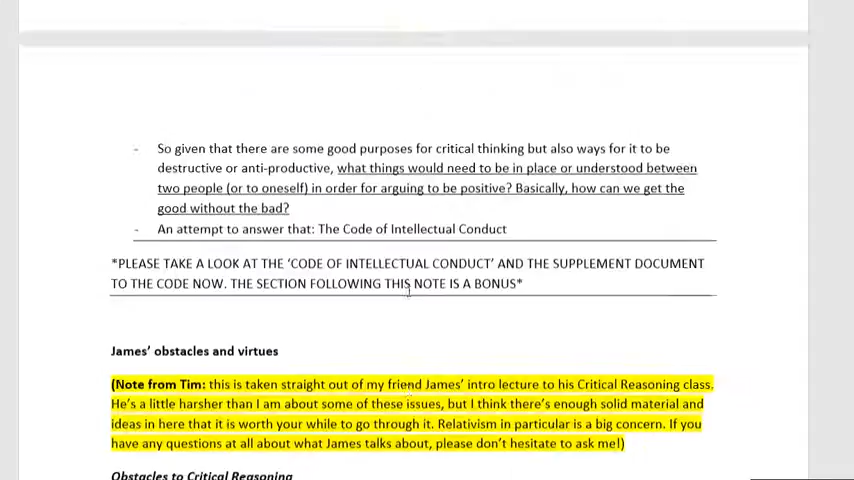 - So given that there are some good purposes for critical thinking but also ways for it to be
destructive or anti-productive, what things would need to be in place or understood between
two people (or to oneself) in order for arguing to be positive? Basically, how can we get the
good without the bad?
- An attempt to answer that: The Code of Intellectual Conduct
*PLEASE TAKE A LOOK AT THE ‘CODE OF INTELLECTUAL CONDUCT’ AND THE SUPPLEMENT DOCUMENT
TO THE CODE NOW. THE SECTION FOLLOWING THIS NOTE IS A BONUS*
James’ obstacles and virtues
(Note from Tim: this is taken straight out of my friend James’ intro lecture to his Critical Reasoning class.
He’s a little harsher than I am about some of these issues, but I think there’s enough solid material and
ideas in here that it is worth your while to go through it. Relativism in particular is a big concern. If you
have any questions at all about what James talks about, please don’t hesitate to ask me!)
Obstacles to Critical Reasoning